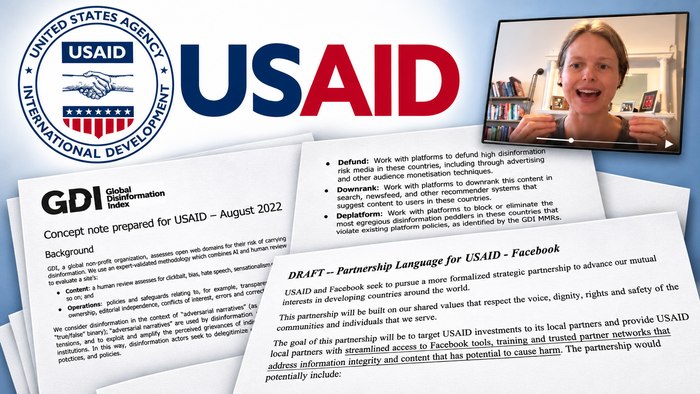 UNITED STATES AGENCY
USAID
INTERNATIONAL DEVELOPMENT
USAID
GDI Global
Disinformation
Index
Concept note prepared for USAID – August 2022
Background
GDI, a global non-profit organization, assesses open web domains for their risk of carrying
disinformation. We use an expert-validated methodology which combines AI and human review
to evaluate a site's:
• Content: a human review assesses for clickbait, bias, hate speech, sensationalism
so on; and
• Operations: policies and safeguards relating to, for example, transparent
ownership, editorial independence, conflicts of interest, errors and correct
We consider disinformation in the context of "adversarial narratives" (as
"true/false" binary); "adversarial narratives" are used by disinformation
tensions, and to exploit and amplify the perceived grievances of individ
institutions. In this way, disinformation actors seek to delegitimize
potctices, and policies.
• Defund: Work with platforms to defund high disinformation
risk media in these countries, including through advertising
and other audience monetisation techniques.
• Downrank: Work with platforms to downrank this content in
search, newsfeed, and other recommender systems that
suggest content to users in these countries.
• Deplatform: Work with platforms to block or eliminate the
most egregious disinformation peddlers in these countries that
violate existing platform policies, as identified by the GDI MMRs.
DRAFT -- Partnership Language for USAID - Facebook
USAID and Facebook seek to pursue a more formalized strategic partnership to advance our mutual
interests in developing countries around the world.
This partnership will be built on our shared values that respect the voice, dignity, rights and safety of the
communities and individuals that we serve.
The goal of this partnership will be to target USAID investments to its local partners and provide USAID
local partners with streamlined access to Facebook tools, training and trusted partner networks that
address information integrity and content that has potential to cause harm. The partnership would
potentially include: